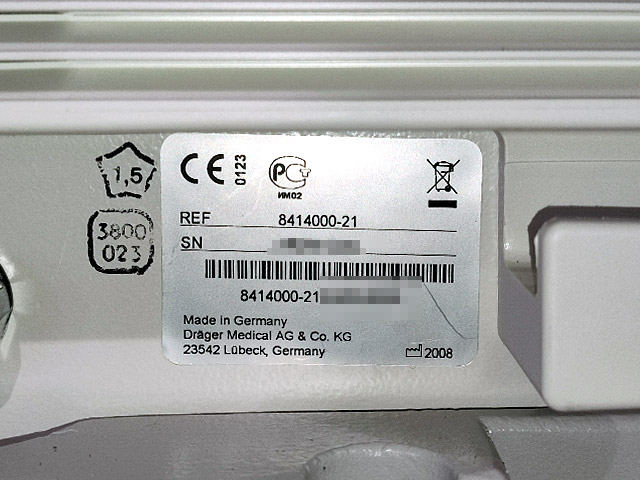 1,5
3800
023
CE 0123
РСТ
ИМ02
REF 8414000-21
SN
8414000-21
Made in Germany
Dräger Medical AG & Co. KG
23542 Lübeck, Germany
2008